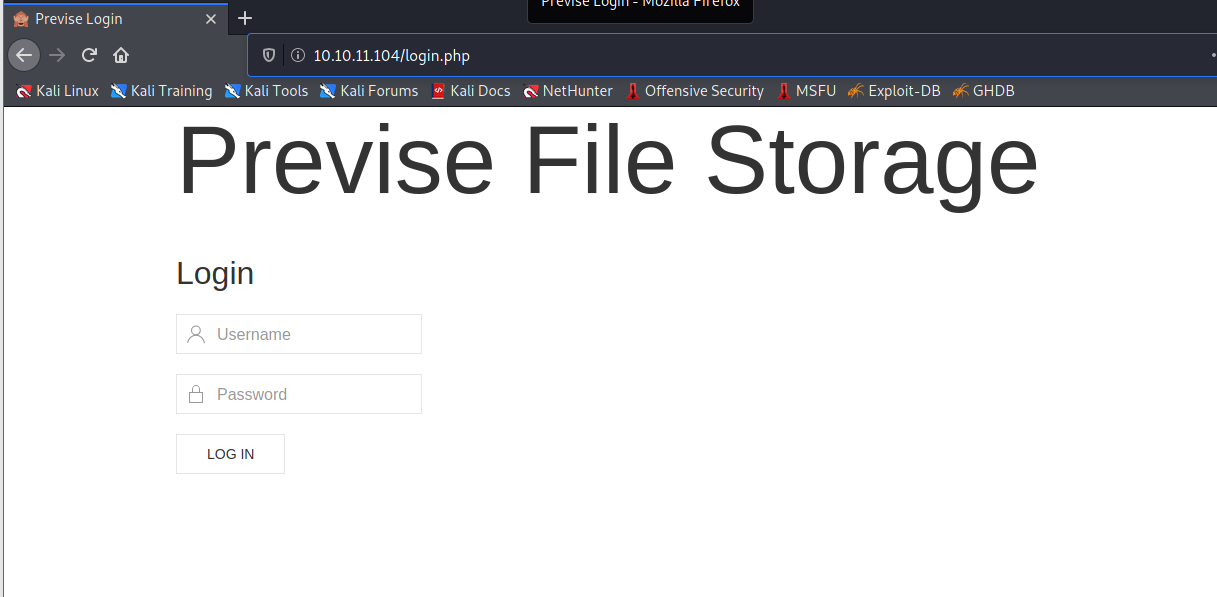 Previse Login - Mozilla Firefox
Previse Login
10.10.11.104/login.php
Kali Linux Kali Training Kali Tools Kali Forums Kali Docs NetHunter Offensive Security MSFU Exploit-DB GHDB
Previse File Storage
Login
Username
Password
LOG IN